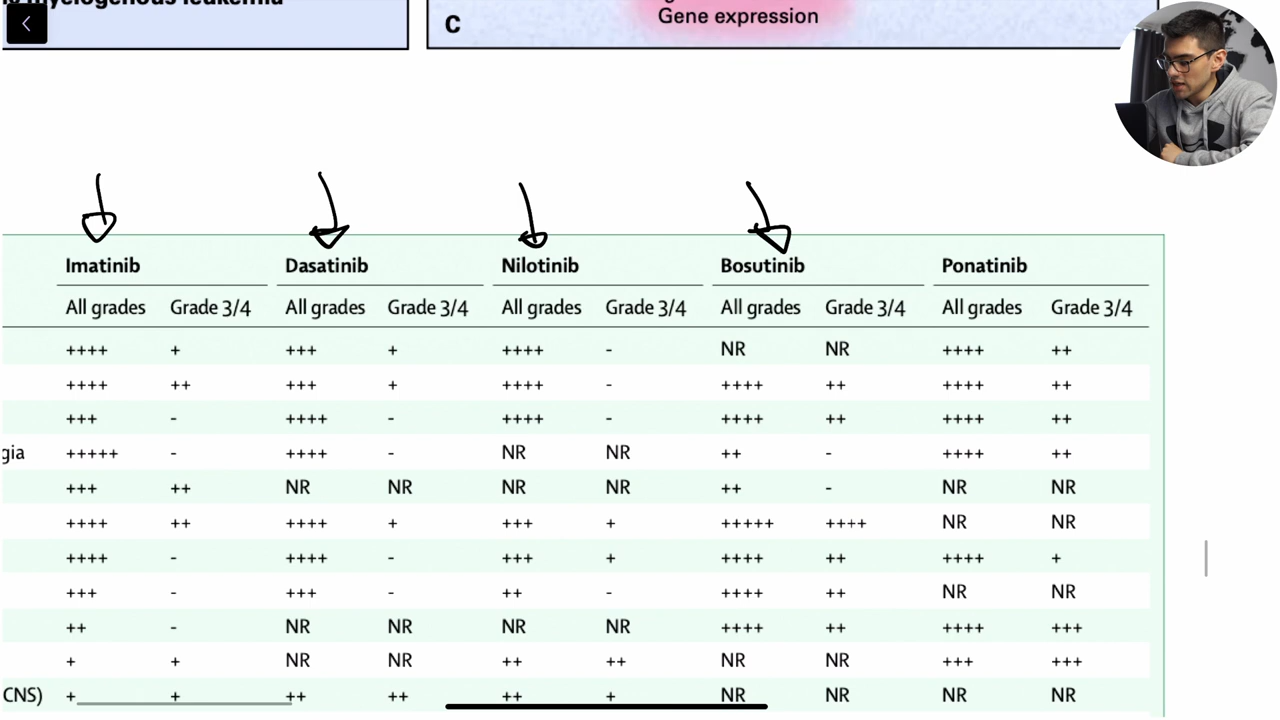 myelogenous leukemia
C
Gene expression
Imatinib Dasatinib Nilotinib Bosutinib Ponatinib
All grades Grade 3/4 All grades Grade 3/4 All grades Grade 3/4 All grades Grade 3/4 All grades Grade 3/4
++++ + +++ + ++++ - NR NR ++++ ++
++++ ++ +++ + ++++ - ++++ ++ ++++ ++
+++ - ++++ - ++++ - ++++ ++ ++++ ++
gia +++++ - ++++ - NR NR ++ - ++++ ++
+++ ++ NR NR NR NR ++ - NR NR
++++ ++ ++++ + +++ + +++++ ++++ NR NR
++++ - ++++ - +++ + ++++ ++ ++++ +
+++ - +++ - ++ - ++++ ++ NR NR
++ - NR NR NR NR ++++ ++ ++++ +++
+ + NR NR ++ ++ NR NR +++ +++
CNS) + + ++ ++ ++ + NR NR NR NR